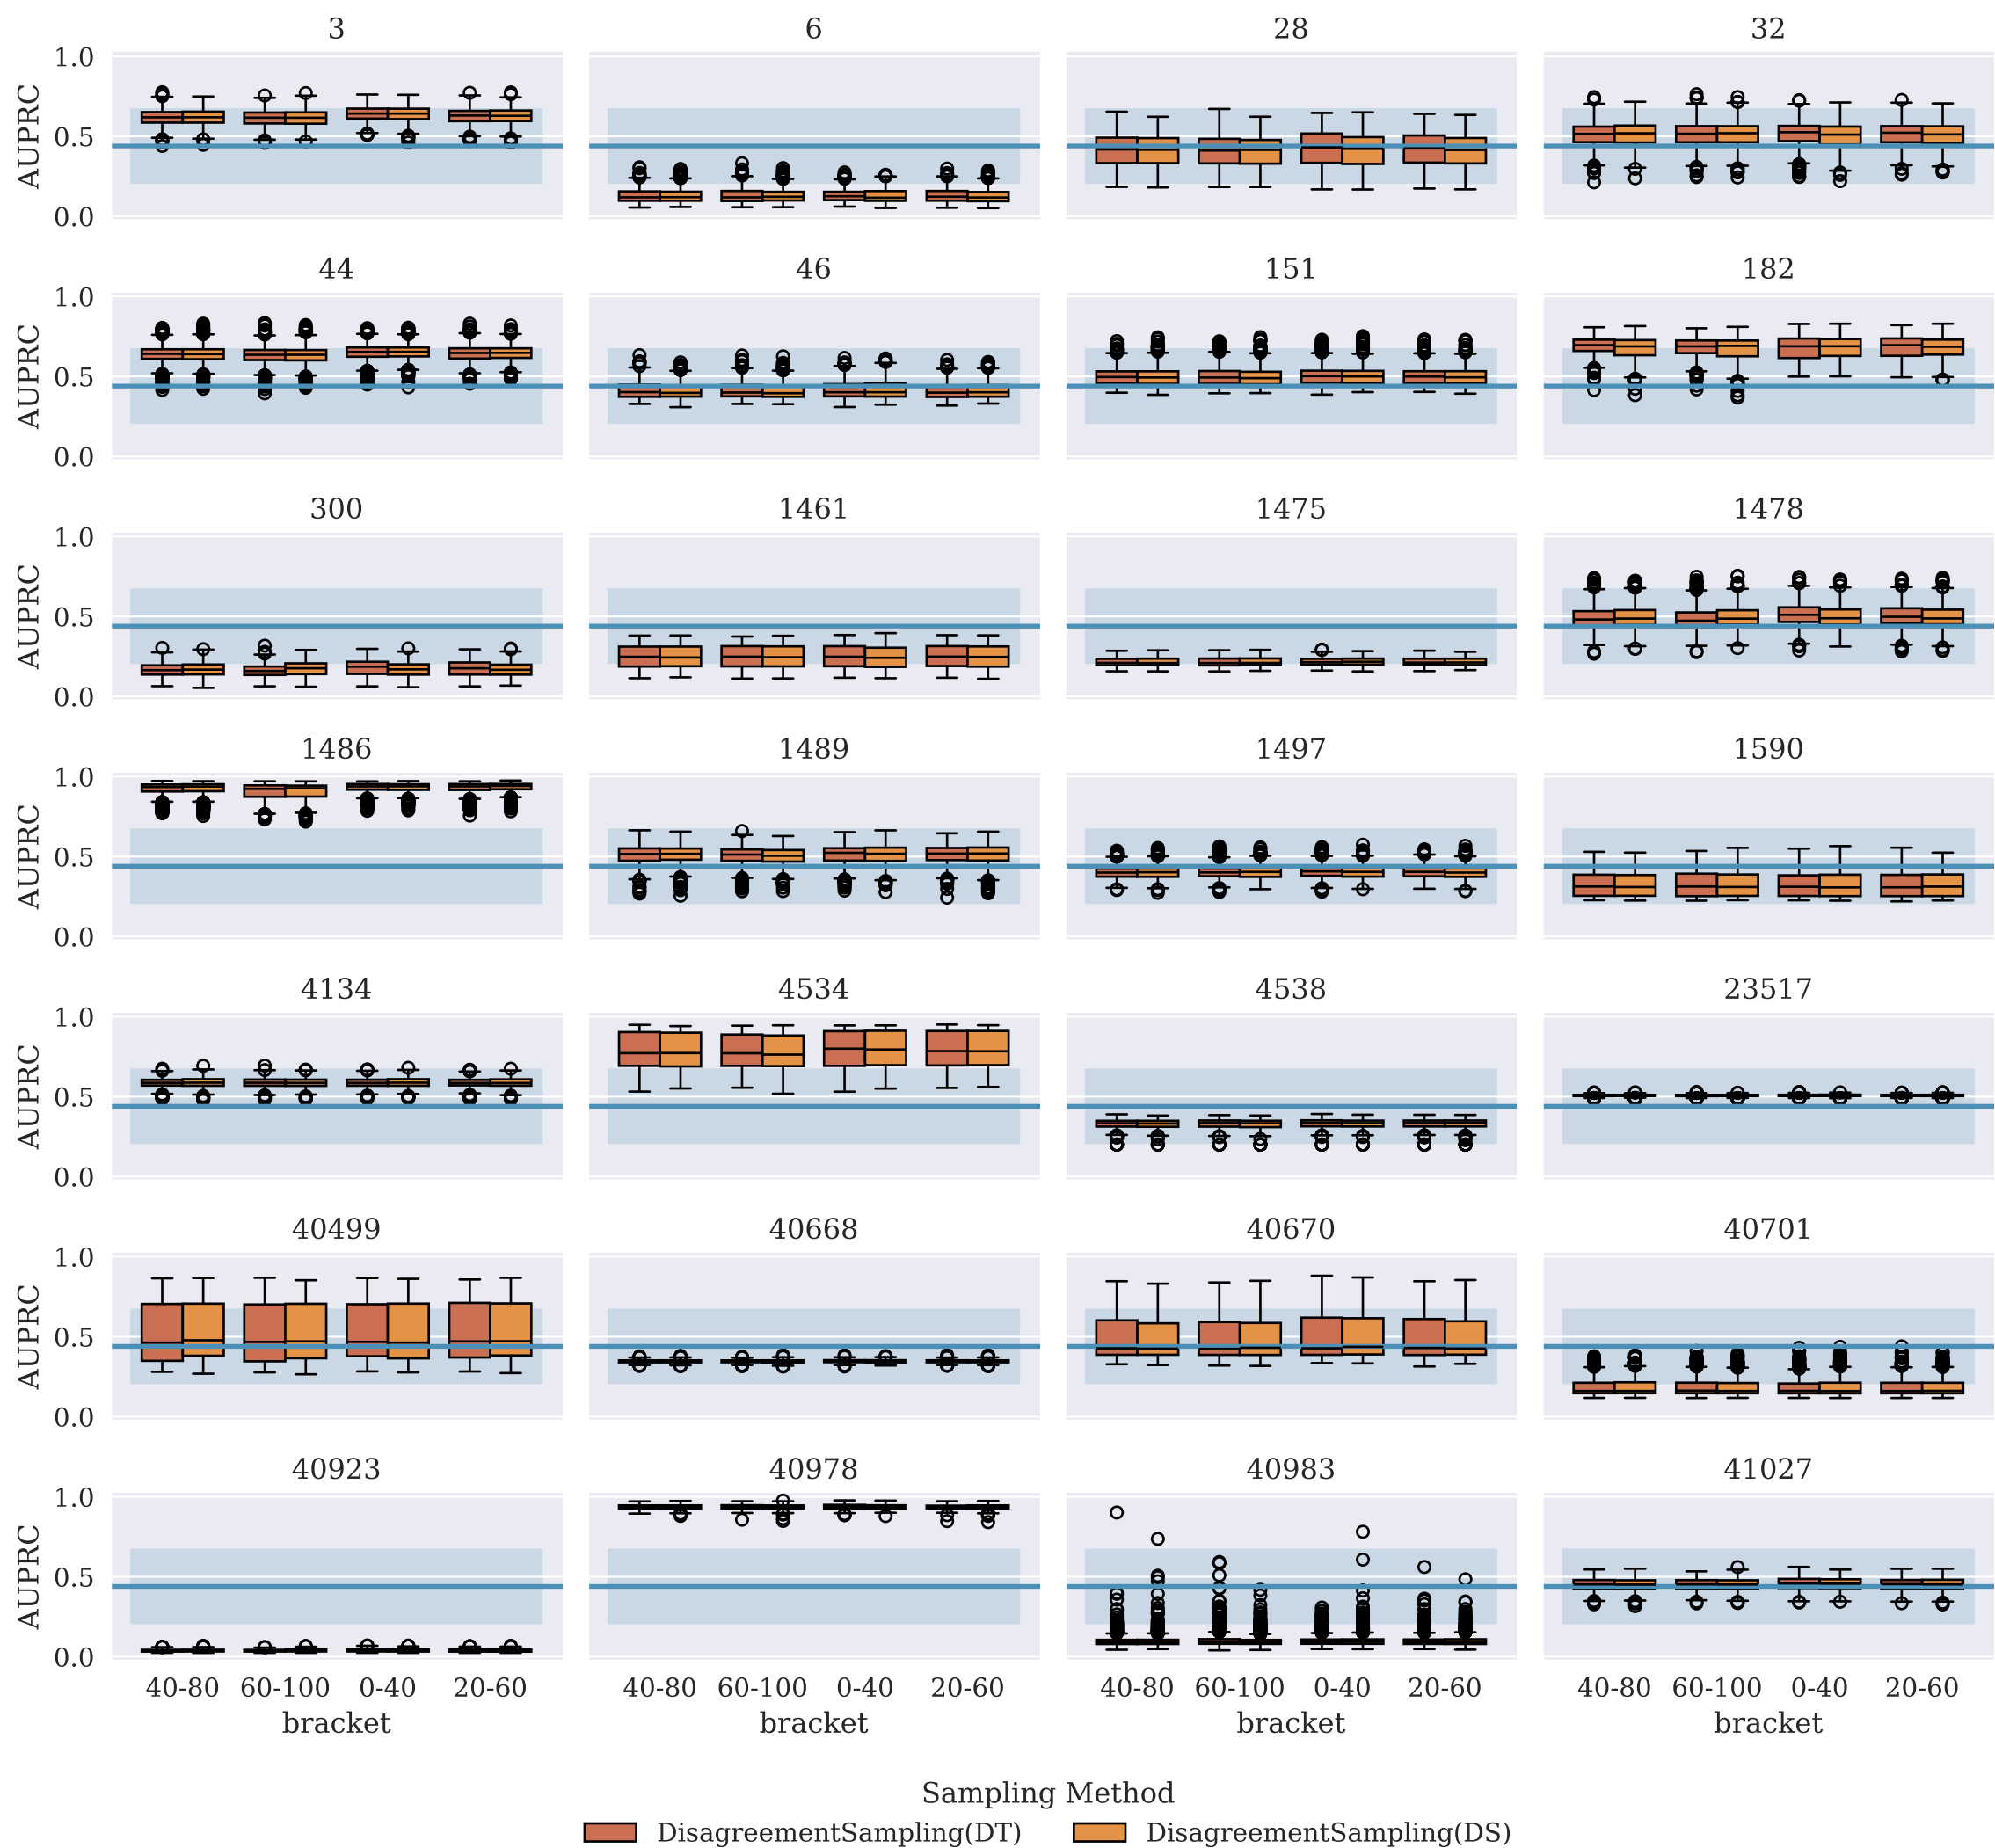 3 6 28 32
AUPRC 1.0 0.5 0.0
44 46 151 182
AUPRC 1.0 0.5 0.0
300 1461 1475 1478
AUPRC 1.0 0.5 0.0
1486 1489 1497 1590
AUPRC 1.0 0.5 0.0
4134 4534 4538 23517
AUPRC 1.0 0.5 0.0
40499 40668 40670 40701
AUPRC 1.0 0.5 0.0
40923 40978 40983 41027
AUPRC 1.0 0.5 0.0
40-80 60-100 0-40 20-60 40-80 60-100 0-40 20-60 40-80 60-100 0-40 20-60 40-80 60-100 0-40 20-60
bracket bracket bracket bracket
Sampling Method
DisagreementSampling(DT) DisagreementSampling(DS)